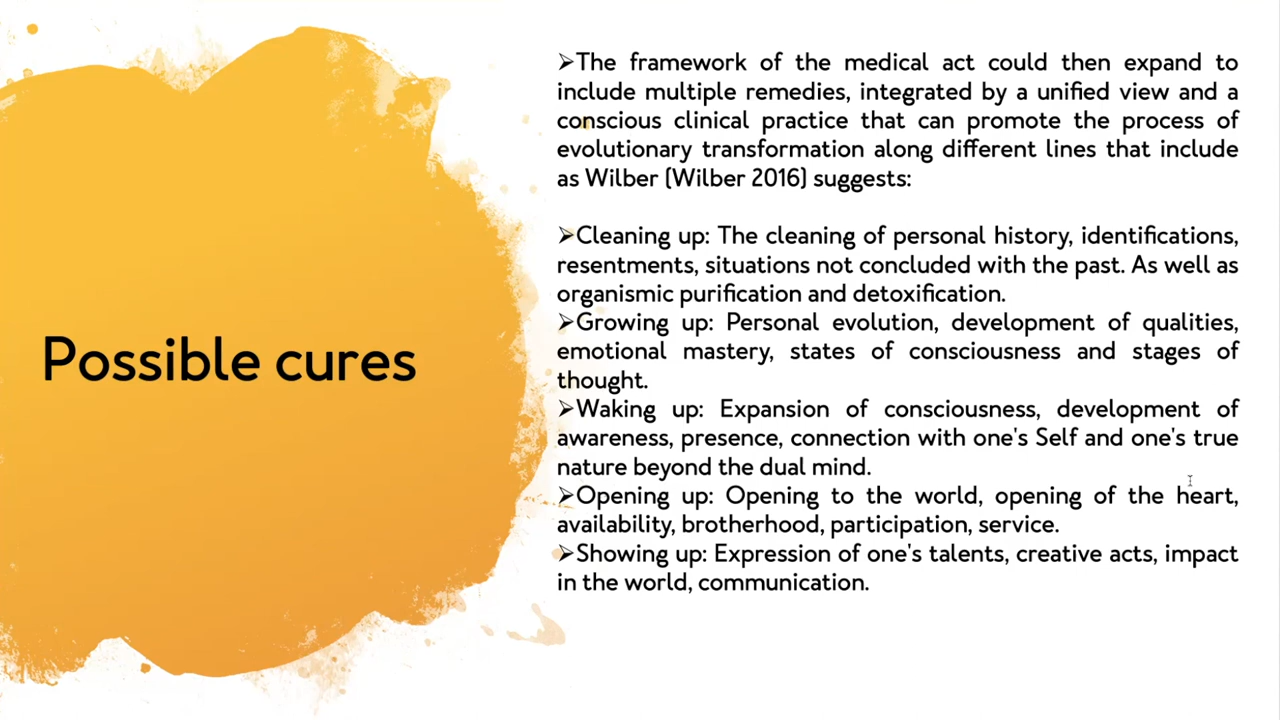 Possible cures
➢The framework of the medical act could then expand to
include multiple remedies, integrated by a unified view and a
conscious clinical practice that can promote the process of
evolutionary transformation along different lines that include
as Wilber (Wilber 2016) suggests:
➢Cleaning up: The cleaning of personal history, identifications,
resentments, situations not concluded with the past. As well as
organismic purification and detoxification.
➢Growing up: Personal evolution, development of qualities,
emotional mastery, states of consciousness and stages of
thought.
➢Waking up: Expansion of consciousness, development of
awareness, presence, connection with one's Self and one's true
nature beyond the dual mind.
➢Opening up: Opening to the world, opening of the heart,
availability, brotherhood, participation, service.
➢Showing up: Expression of one's talents, creative acts, impact
in the world, communication.